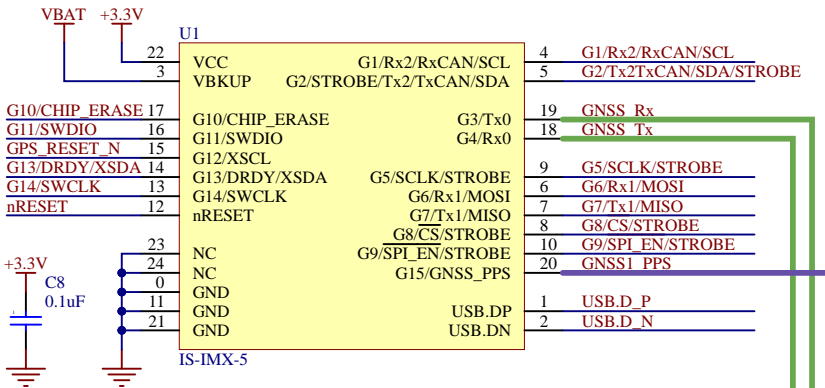 VBAT +3.3V
U1
22 VCC G1/Rx2/RxCAN/SCL 4 G1/Rx2/RxCAN/SCL
3 VBKUP G2/STROBE/Tx2/TxCAN/SDA 5 G2/Tx2TxCAN/SDA/STROBE
G10/CHIP_ERASE 17 G10/CHIP_ERASE G3/Tx0 19 GNSS_Rx
G11/SWDIO 16 G11/SWDIO G4/Rx0 18 GNSS_Tx
GPS_RESET_N 15 G12/XSCL
G13/DRDY/XSDA 14 G13/DRDY/XSDA G5/SCLK/STROBE 9 G5/SCLK/STROBE
G14/SWCLK 13 G14/SWCLK G6/Rx1/MOSI 6 G6/Rx1/MOSI
nRESET 12 nRESET G7/Tx1/MISO 7 G7/Tx1/MISO
G8/CS/STROBE 8 G8/CS/STROBE
23 NC G9/SPI_EN/STROBE 10 G9/SPI_EN/STROBE
+3.3V 24 NC G15/GNSS_PPS 20 GNSS1_PPS
C8 0 GND
0.1uF 11 GND USB.DP 1 USB.D_P
21 GND USB.DN 2 USB.D_N
IS-IMX-5